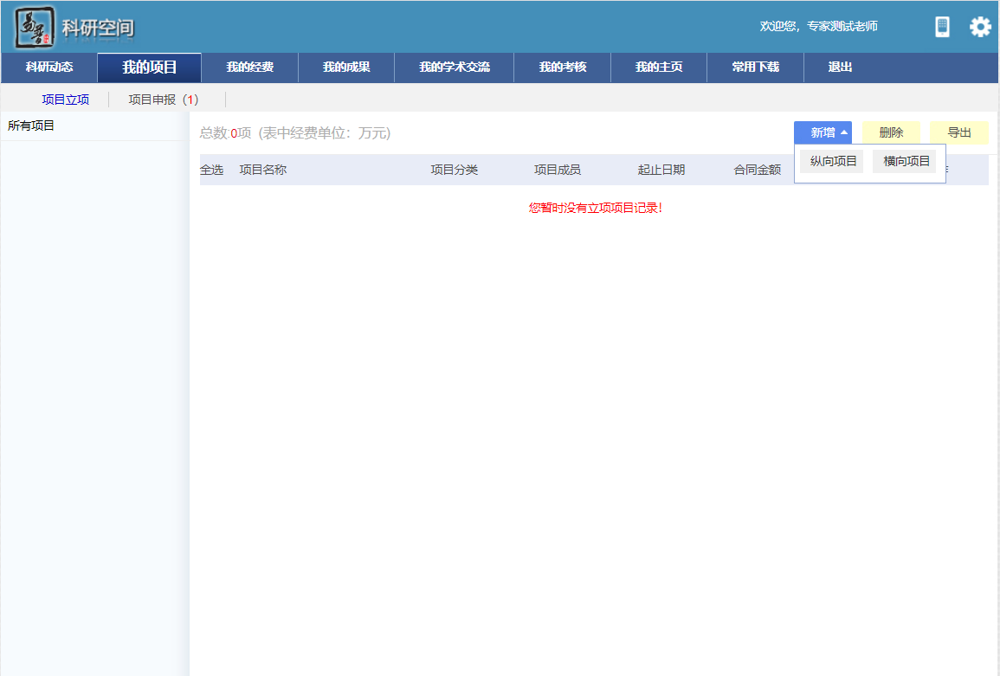 易普 科研空间
欢迎您，专家测试老师
科研动态 我的项目 我的经费 我的成果 我的学术交流 我的考核 我的主页 常用下载 退出
项目立项 项目申报（1）
所有项目
总数:0项（表中经费单位：万元）
新增 删除 导出
纵向项目 横向项目
全选 项目名称 项目分类 项目成员 起止日期 合同金额
您暂时没有立项项目记录！